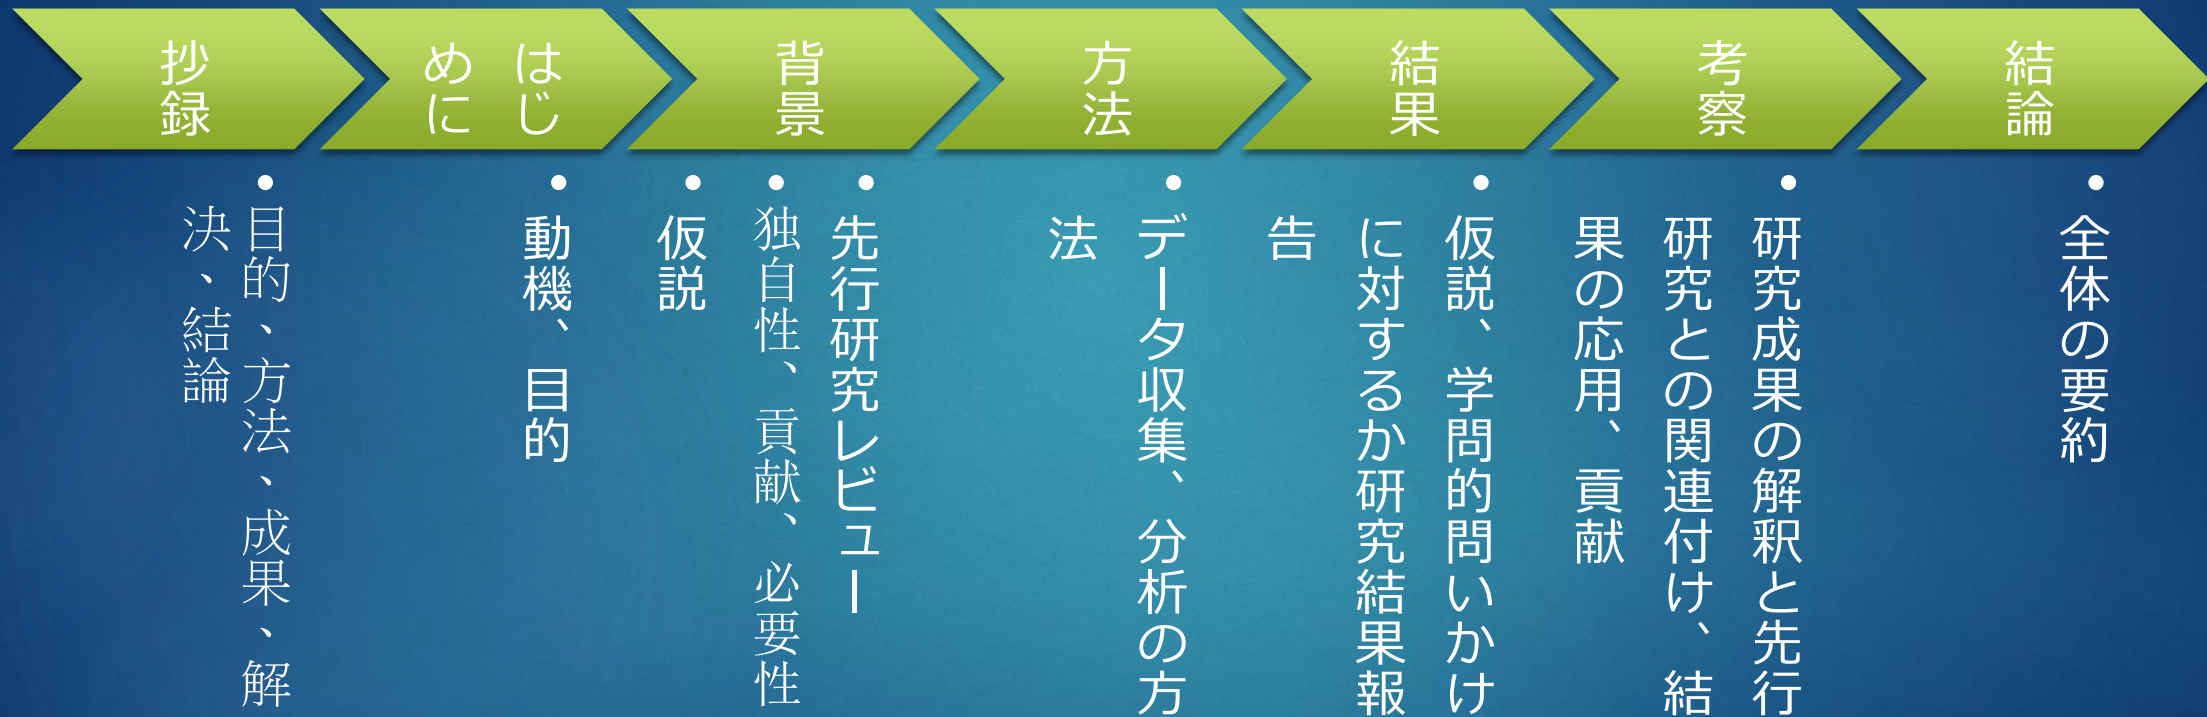 抄録
はじ
めに
背景
方法
結果
考察
結論
• 目的、方法、成果、解
決、結論
• 動機、目的
• 先行研究レビュー
• 独自性、貢献、必要性
• 仮説
• データ収集、分析の方
法
• 仮説、学問的問いかけ
に対するか研究結果報
告
• 研究成果の解釈と先行
研究との関連付け、結
果の応用、貢献
• 全体の要約